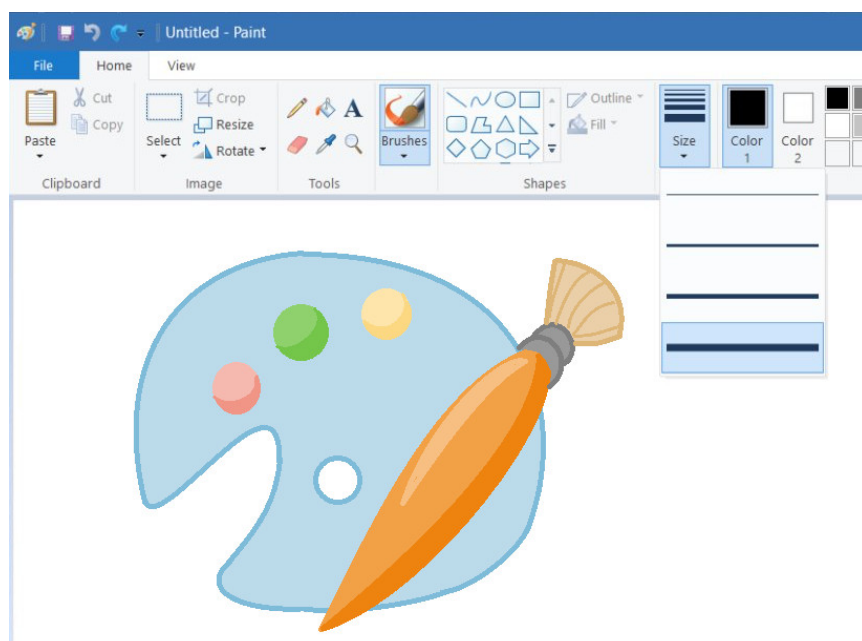 Untitled - Paint
File Home View
Paste
Cut
Copy
Clipboard
Select
Crop
Resize
Rotate
Image
A
Tools
Brushes
Outline
Fill
Shapes
Size
Color
1
Color
2